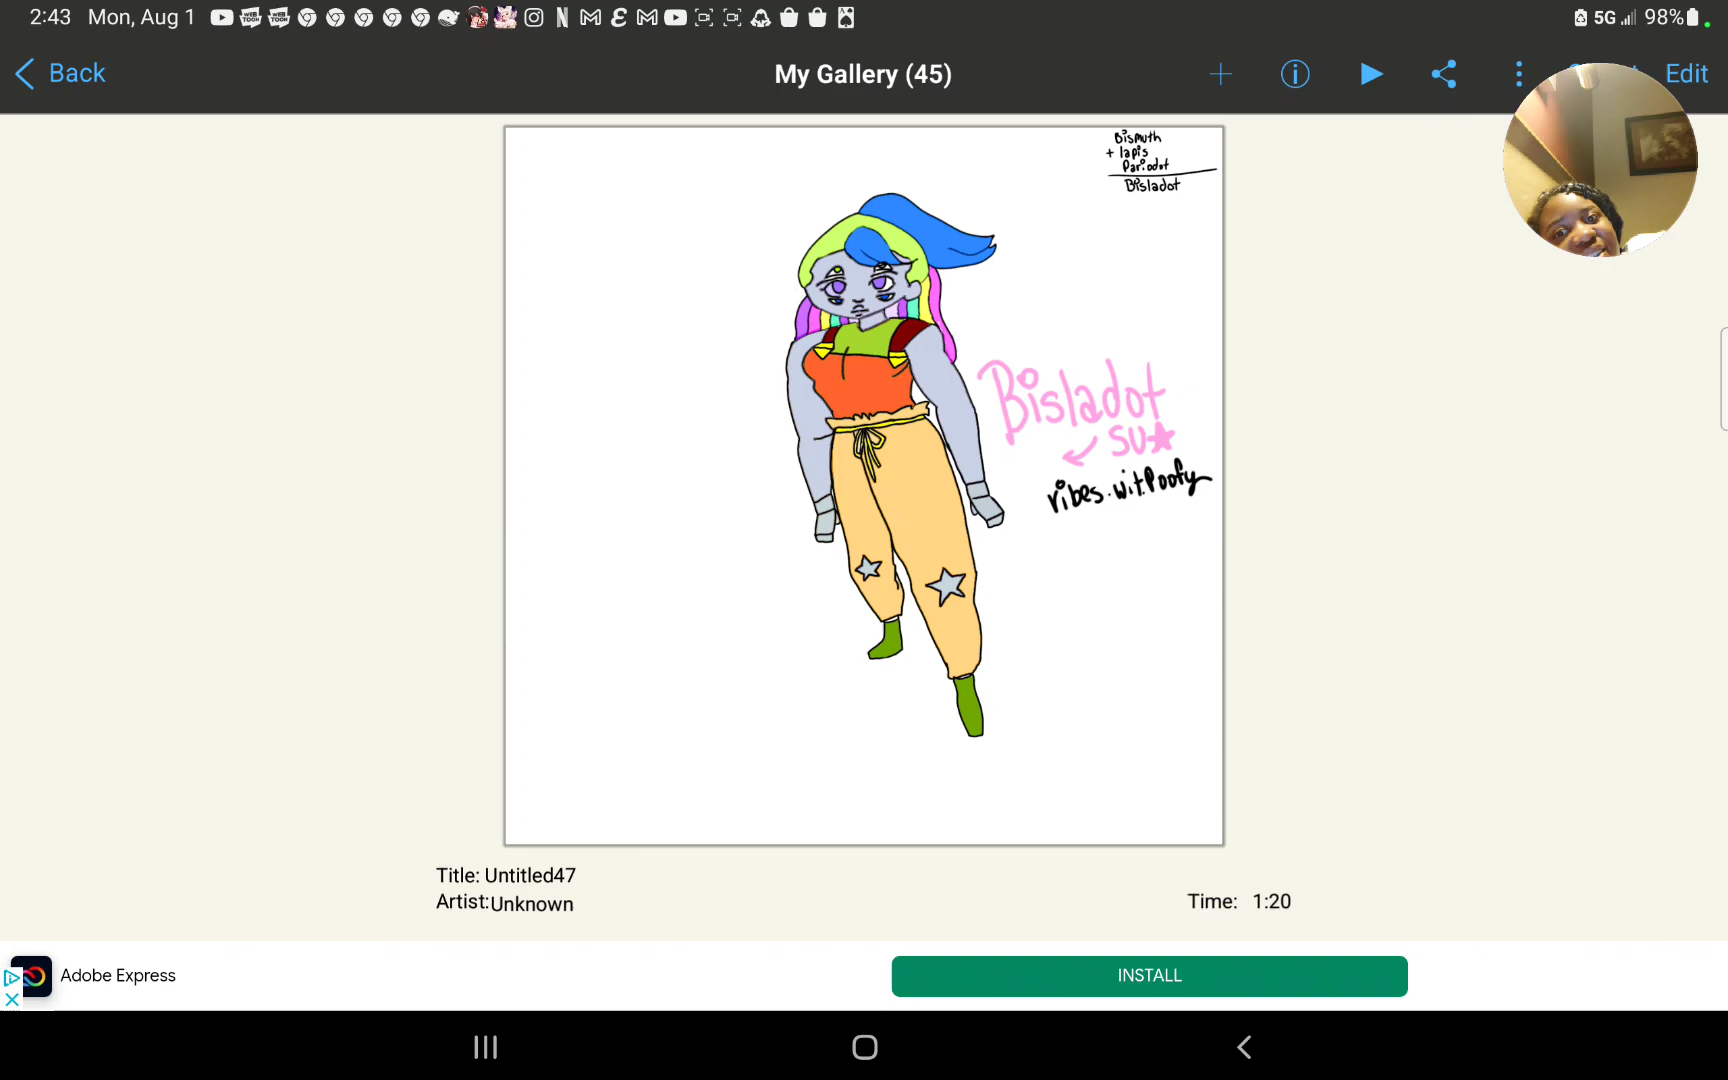 2:43 Mon, Aug 1
5G 98%
Back
My Gallery (45)
Edit
Bismuth
+ lapis
Pariodot
Bisladot
Bisladot
SU
vibes.wit.Poofy
Title: Untitled47
Artist:Unknown
Time: 1:20
Adobe Express
INSTALL